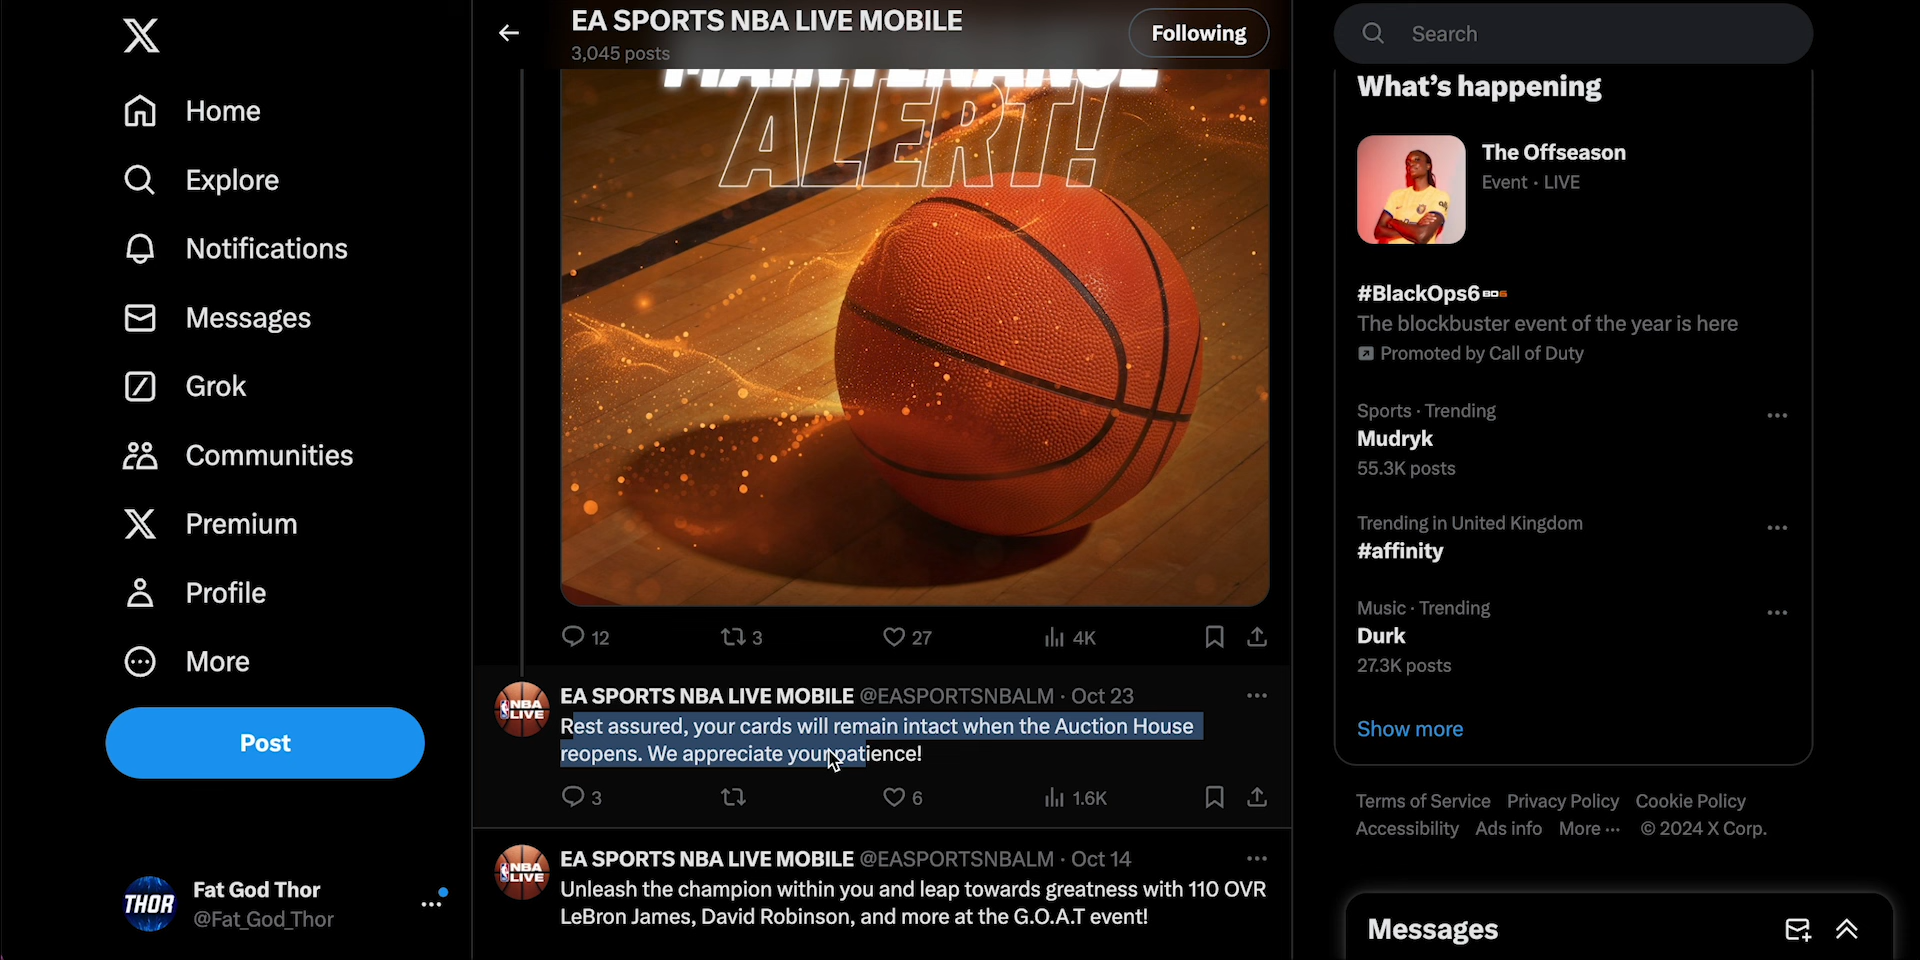 Home
Explore
Notifications
Messages
Grok
Communities
Premium
Profile
More
Post
Fat God Thor
@Fat_God_Thor
THOR
EA SPORTS NBA LIVE MOBILE
3,045 posts
Following
MAINTENANCE
ALERT!
12
3
27
4K
NBA
LIVE
EA SPORTS NBA LIVE MOBILE @EASPORTSNBALM · Oct 23
Rest assured, your cards will remain intact when the Auction House
reopens. We appreciate your patience!
3
6
1.6K
NBA
LIVE
EA SPORTS NBA LIVE MOBILE @EASPORTSNBALM · Oct 14
Unleash the champion within you and leap towards greatness with 110 OVR
LeBron James, David Robinson, and more at the G.O.A.T event!
Search
What's happening
The Offseason
Event · LIVE
#BlackOps6
The blockbuster event of the year is here
Promoted by Call of Duty
Sports · Trending
Mudryk
55.3K posts
Trending in United Kingdom
#affinity
Music · Trending
Durk
27.3K posts
Show more
Terms of Service Privacy Policy Cookie Policy
Accessibility Ads info More ··· © 2024 X Corp.
Messages